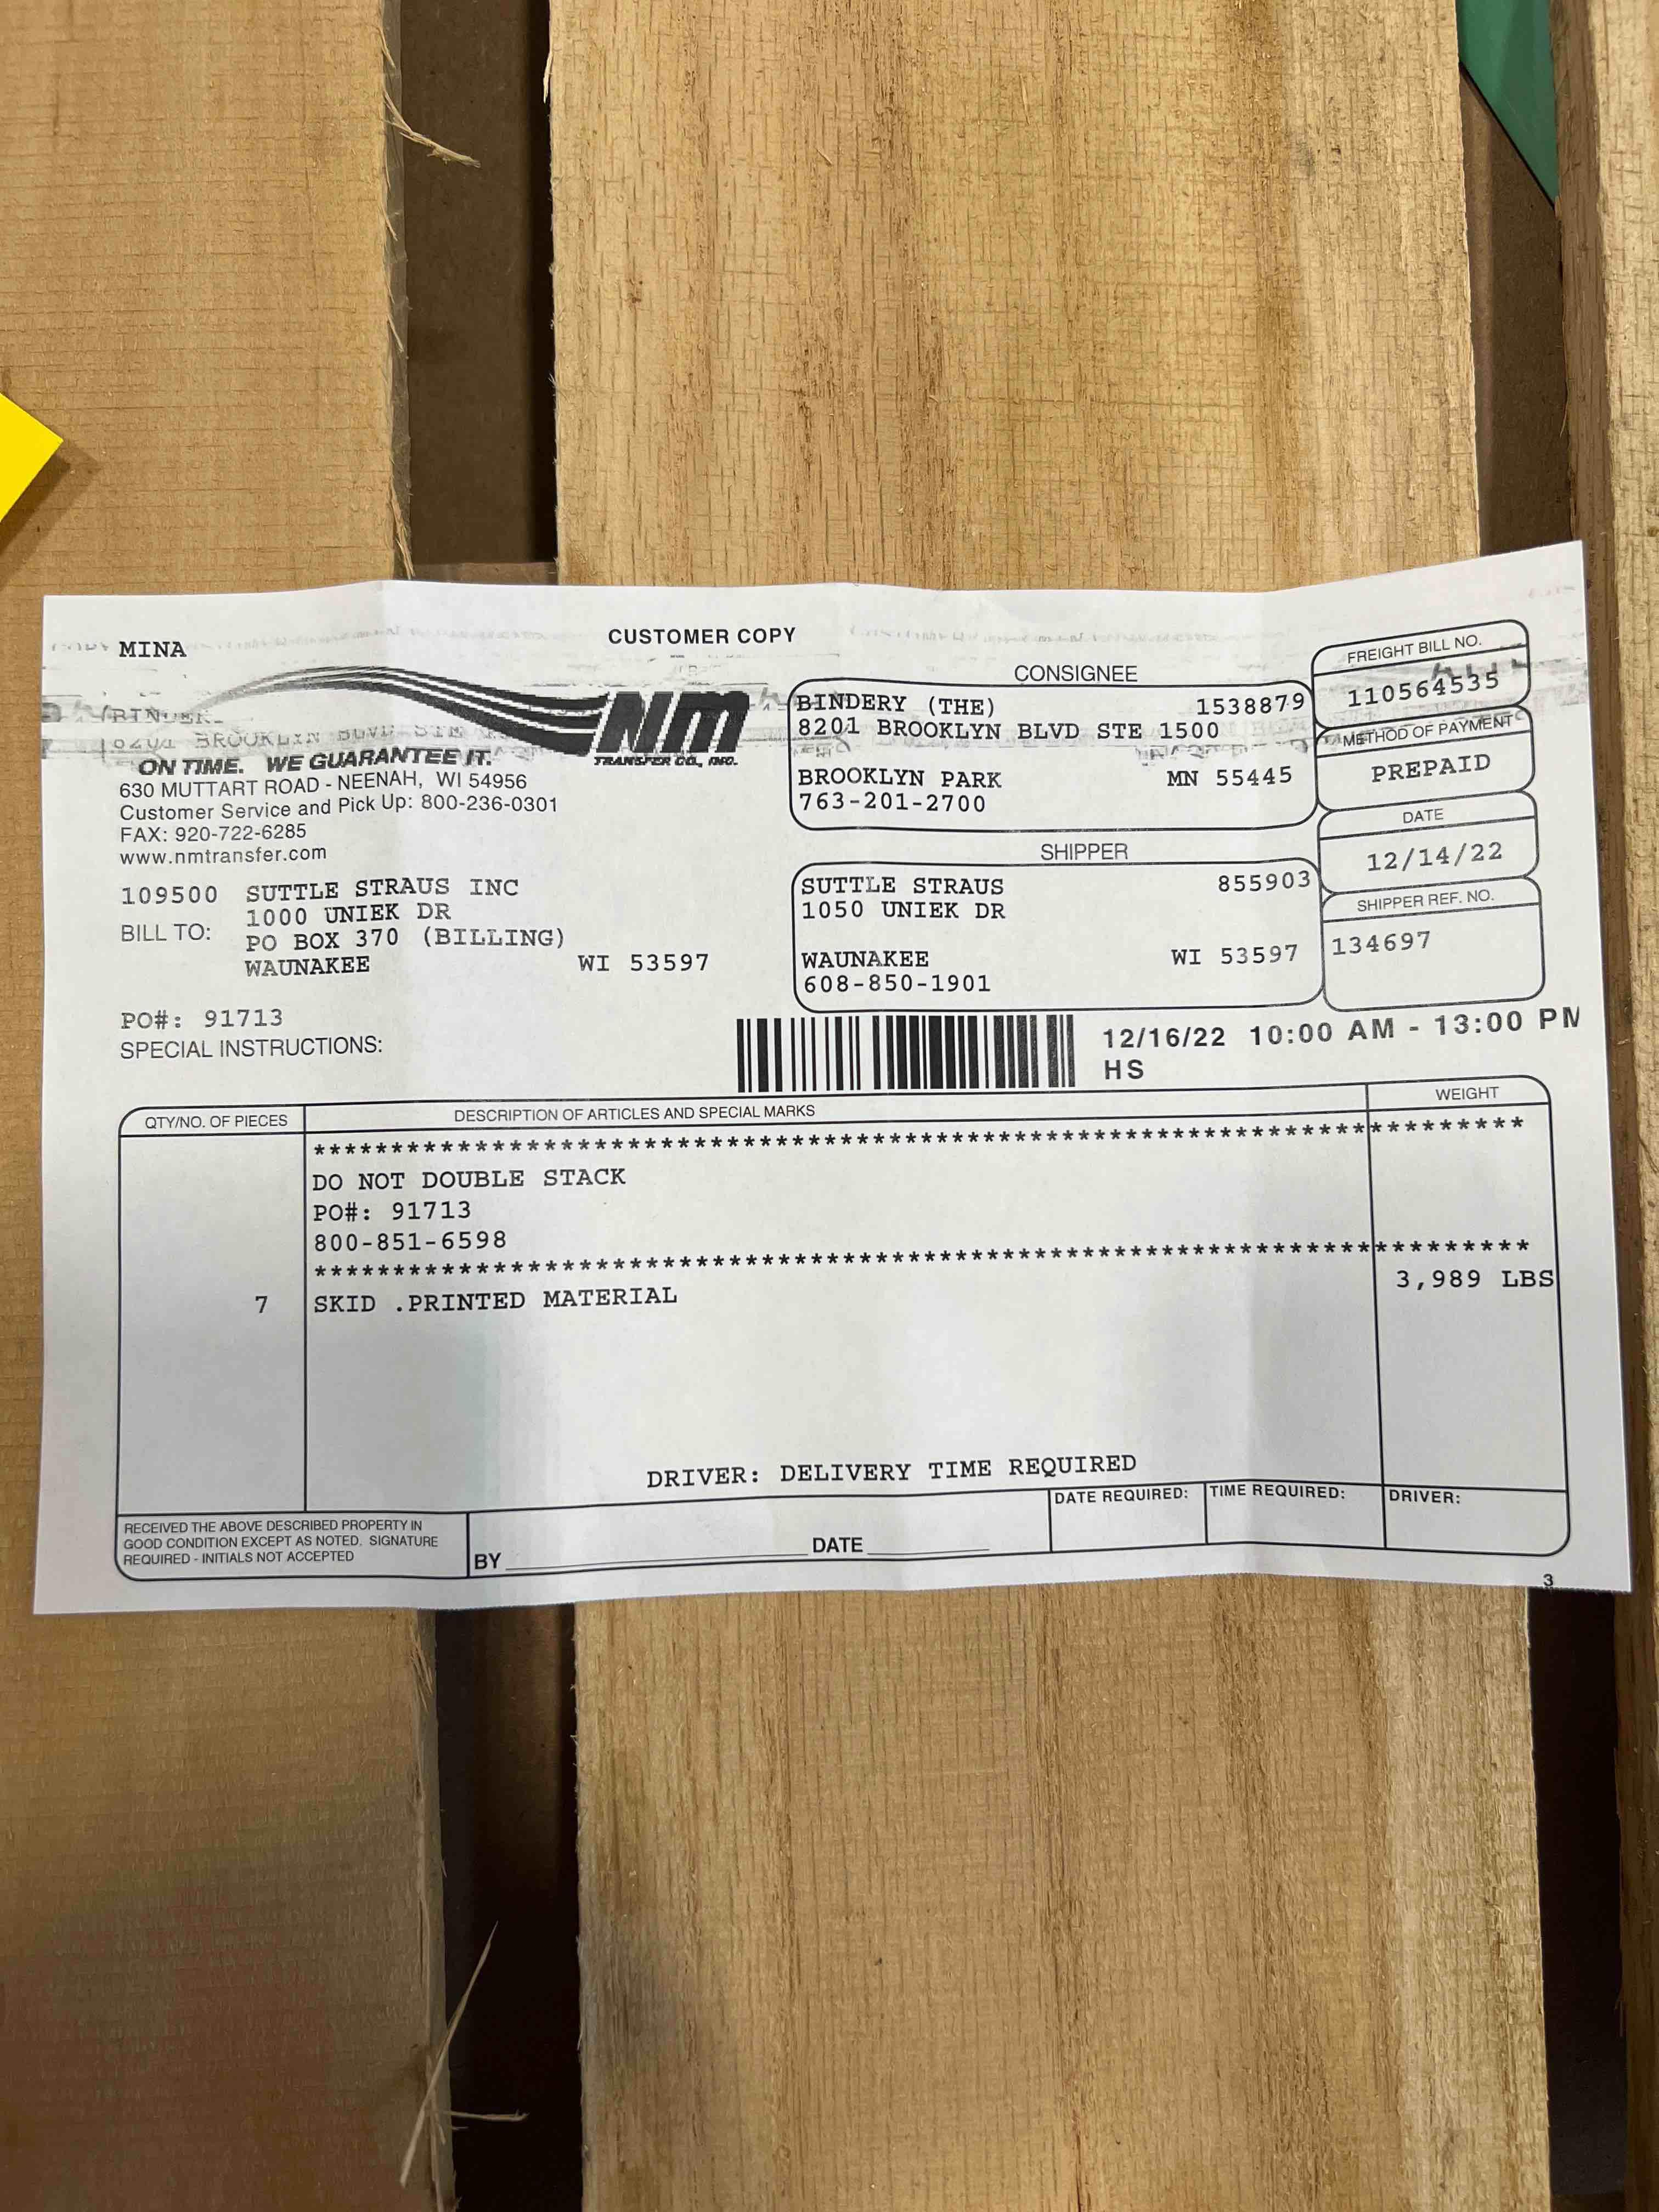 MINA
CUSTOMER COPY
NM
TRANSFER CO., INC.
ON TIME. WE GUARANTEE IT.
630 MUTTART ROAD - NEENAH, WI 54956
Customer Service and Pick Up: 800-236-0301
FAX: 920-722-6285
www.nmtransfer.com
109500 SUTTLE STRAUS INC
1000 UNIEK DR
BILL TO: PO BOX 370 (BILLING)
WAUNAKEE WI 53597
PO#: 91713
SPECIAL INSTRUCTIONS:
CONSIGNEE
BINDERY (THE) 1538879
8201 BROOKLYN BLVD STE 1500
BROOKLYN PARK MN 55445
763-201-2700
SHIPPER
SUTTLE STRAUS 855903
1050 UNIEK DR
WAUNAKEE WI 53597
608-850-1901
FREIGHT BILL NO.
110564535
METHOD OF PAYMENT
PREPAID
DATE
12/14/22
SHIPPER REF. NO.
134697
12/16/22 10:00 AM - 13:00 PM
HS
QTY/NO. OF PIECES DESCRIPTION OF ARTICLES AND SPECIAL MARKS WEIGHT
DO NOT DOUBLE STACK
PO#: 91713
800-851-6598
7 SKID .PRINTED MATERIAL 3,989 LBS
DRIVER: DELIVERY TIME REQUIRED
RECEIVED THE ABOVE DESCRIBED PROPERTY IN
GOOD CONDITION EXCEPT AS NOTED. SIGNATURE
REQUIRED - INITIALS NOT ACCEPTED
BY DATE
DATE REQUIRED: TIME REQUIRED: DRIVER:
3